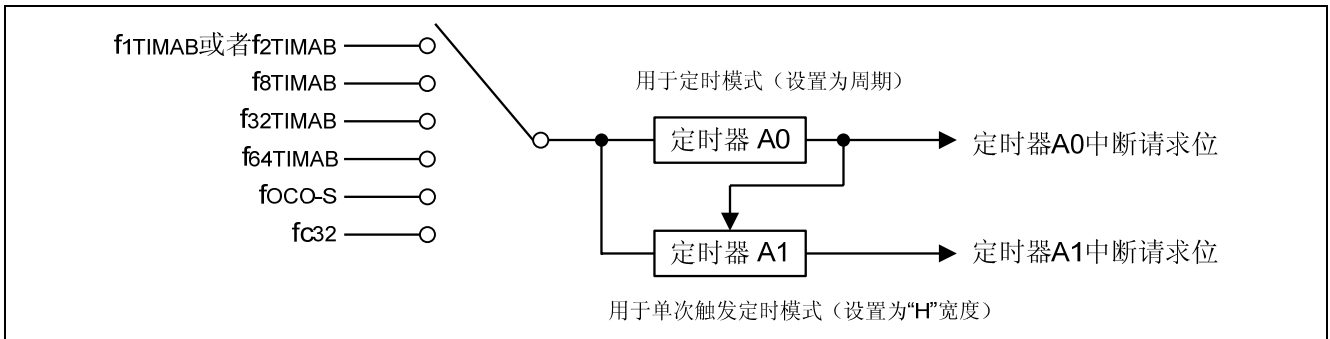 f1TIMAB或者f2TIMAB
f8TIMAB
f32TIMAB
f64TIMAB
fOCO-S
fC32
用于定时模式（设置为周期）
定时器 A0
定时器A0中断请求位
定时器 A1
定时器A1中断请求位
用于单次触发定时模式（设置为“H”宽度）